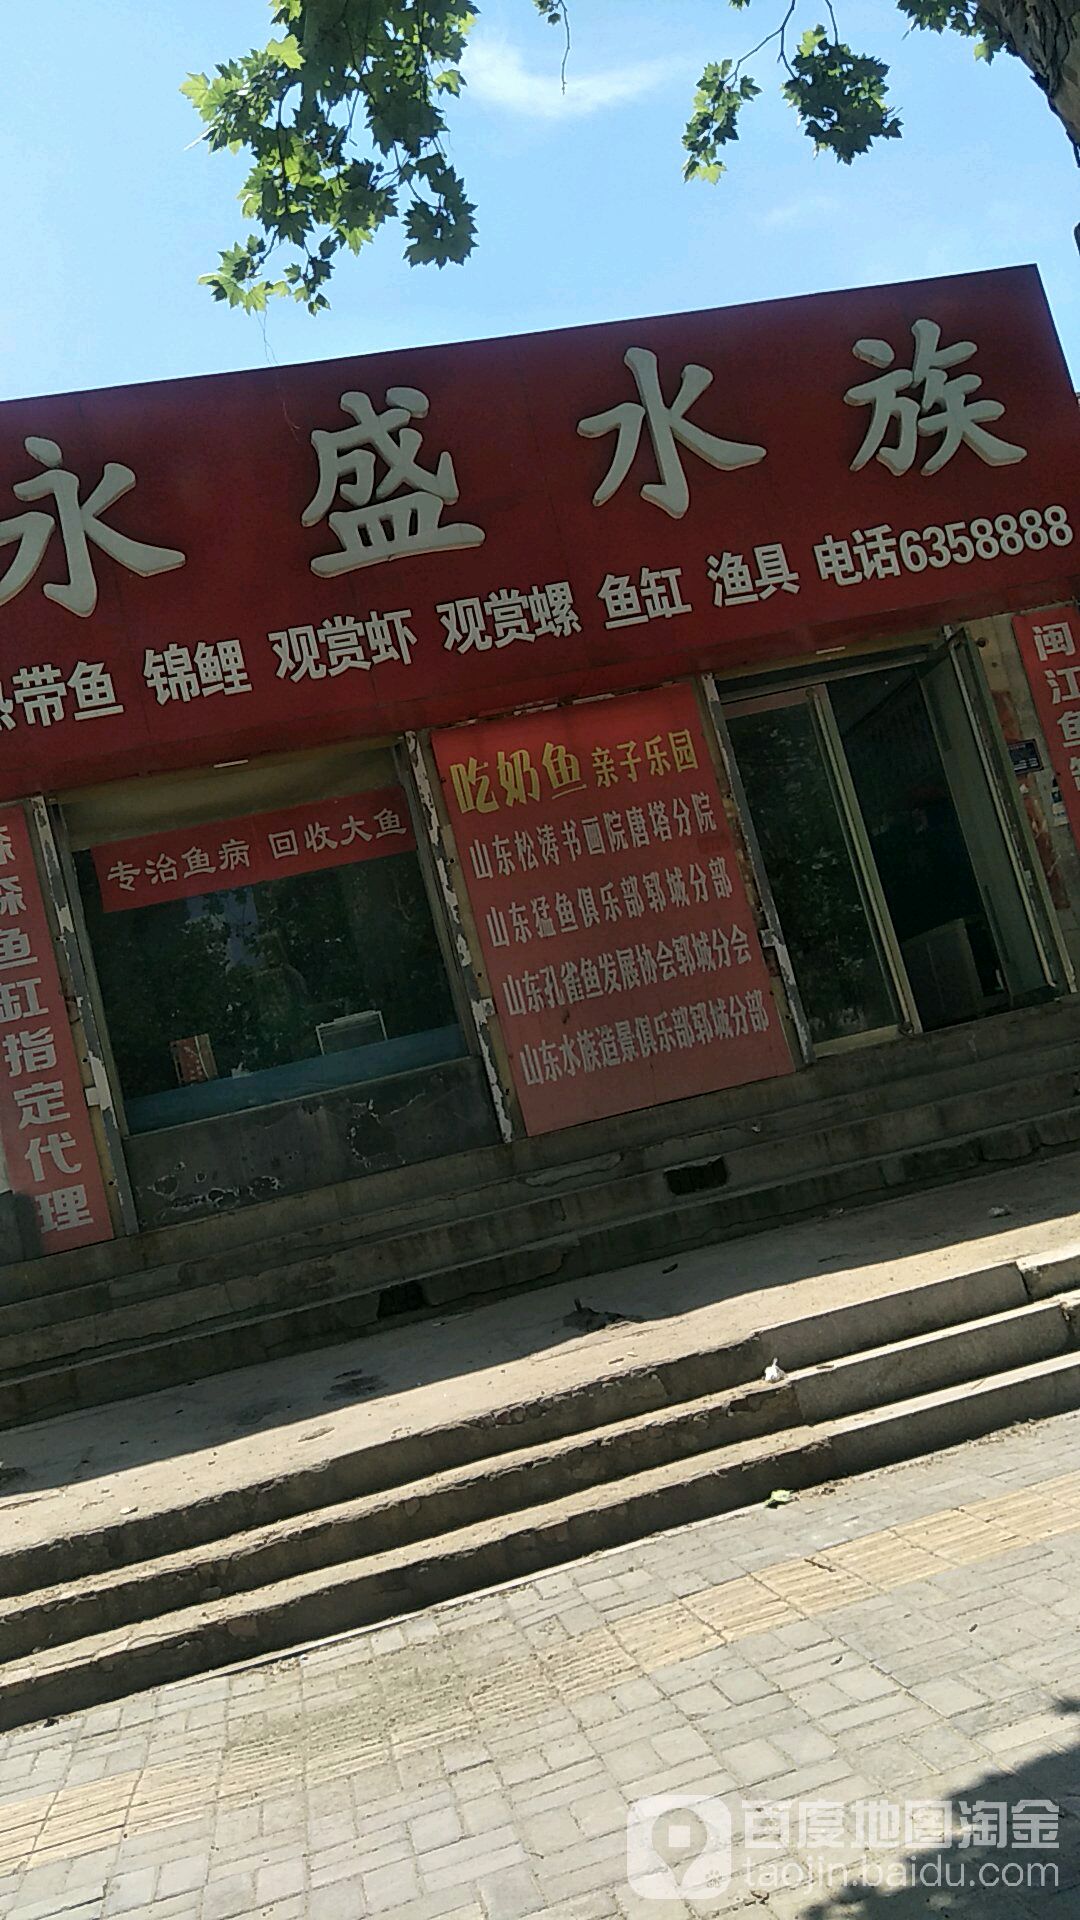 永盛水族
热带鱼 锦鲤 观赏虾 观赏螺 鱼缸 渔具 电话6358888
森森鱼缸指定代理
专治鱼病 回收大鱼
吃奶鱼 亲子乐园
山东松涛书画院唐塔分院
山东猛鱼俱乐部郓城分部
山东孔雀鱼发展协会郓城分会
山东水族造景俱乐部郓城分部
闽江鱼
百度地图淘金
taojin.baidu.com